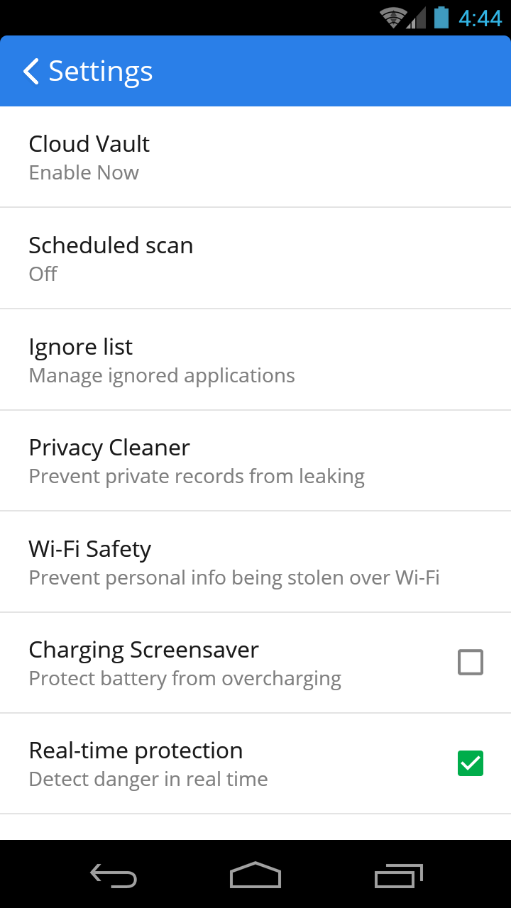 4:44
Settings
Cloud Vault
Enable Now
Scheduled scan
Off
Ignore list
Manage ignored applications
Privacy Cleaner
Prevent private records from leaking
Wi-Fi Safety
Prevent personal info being stolen over Wi-Fi
Charging Screensaver
Protect battery from overcharging
Real-time protection
Detect danger in real time